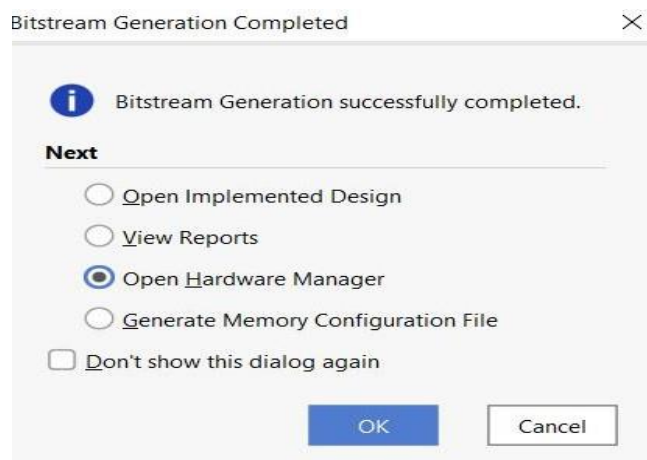 Bitstream Generation Completed
Bitstream Generation successfully completed.
Next
Open Implemented Design
View Reports
Open Hardware Manager
Generate Memory Configuration File
Don't show this dialog again
OK Cancel